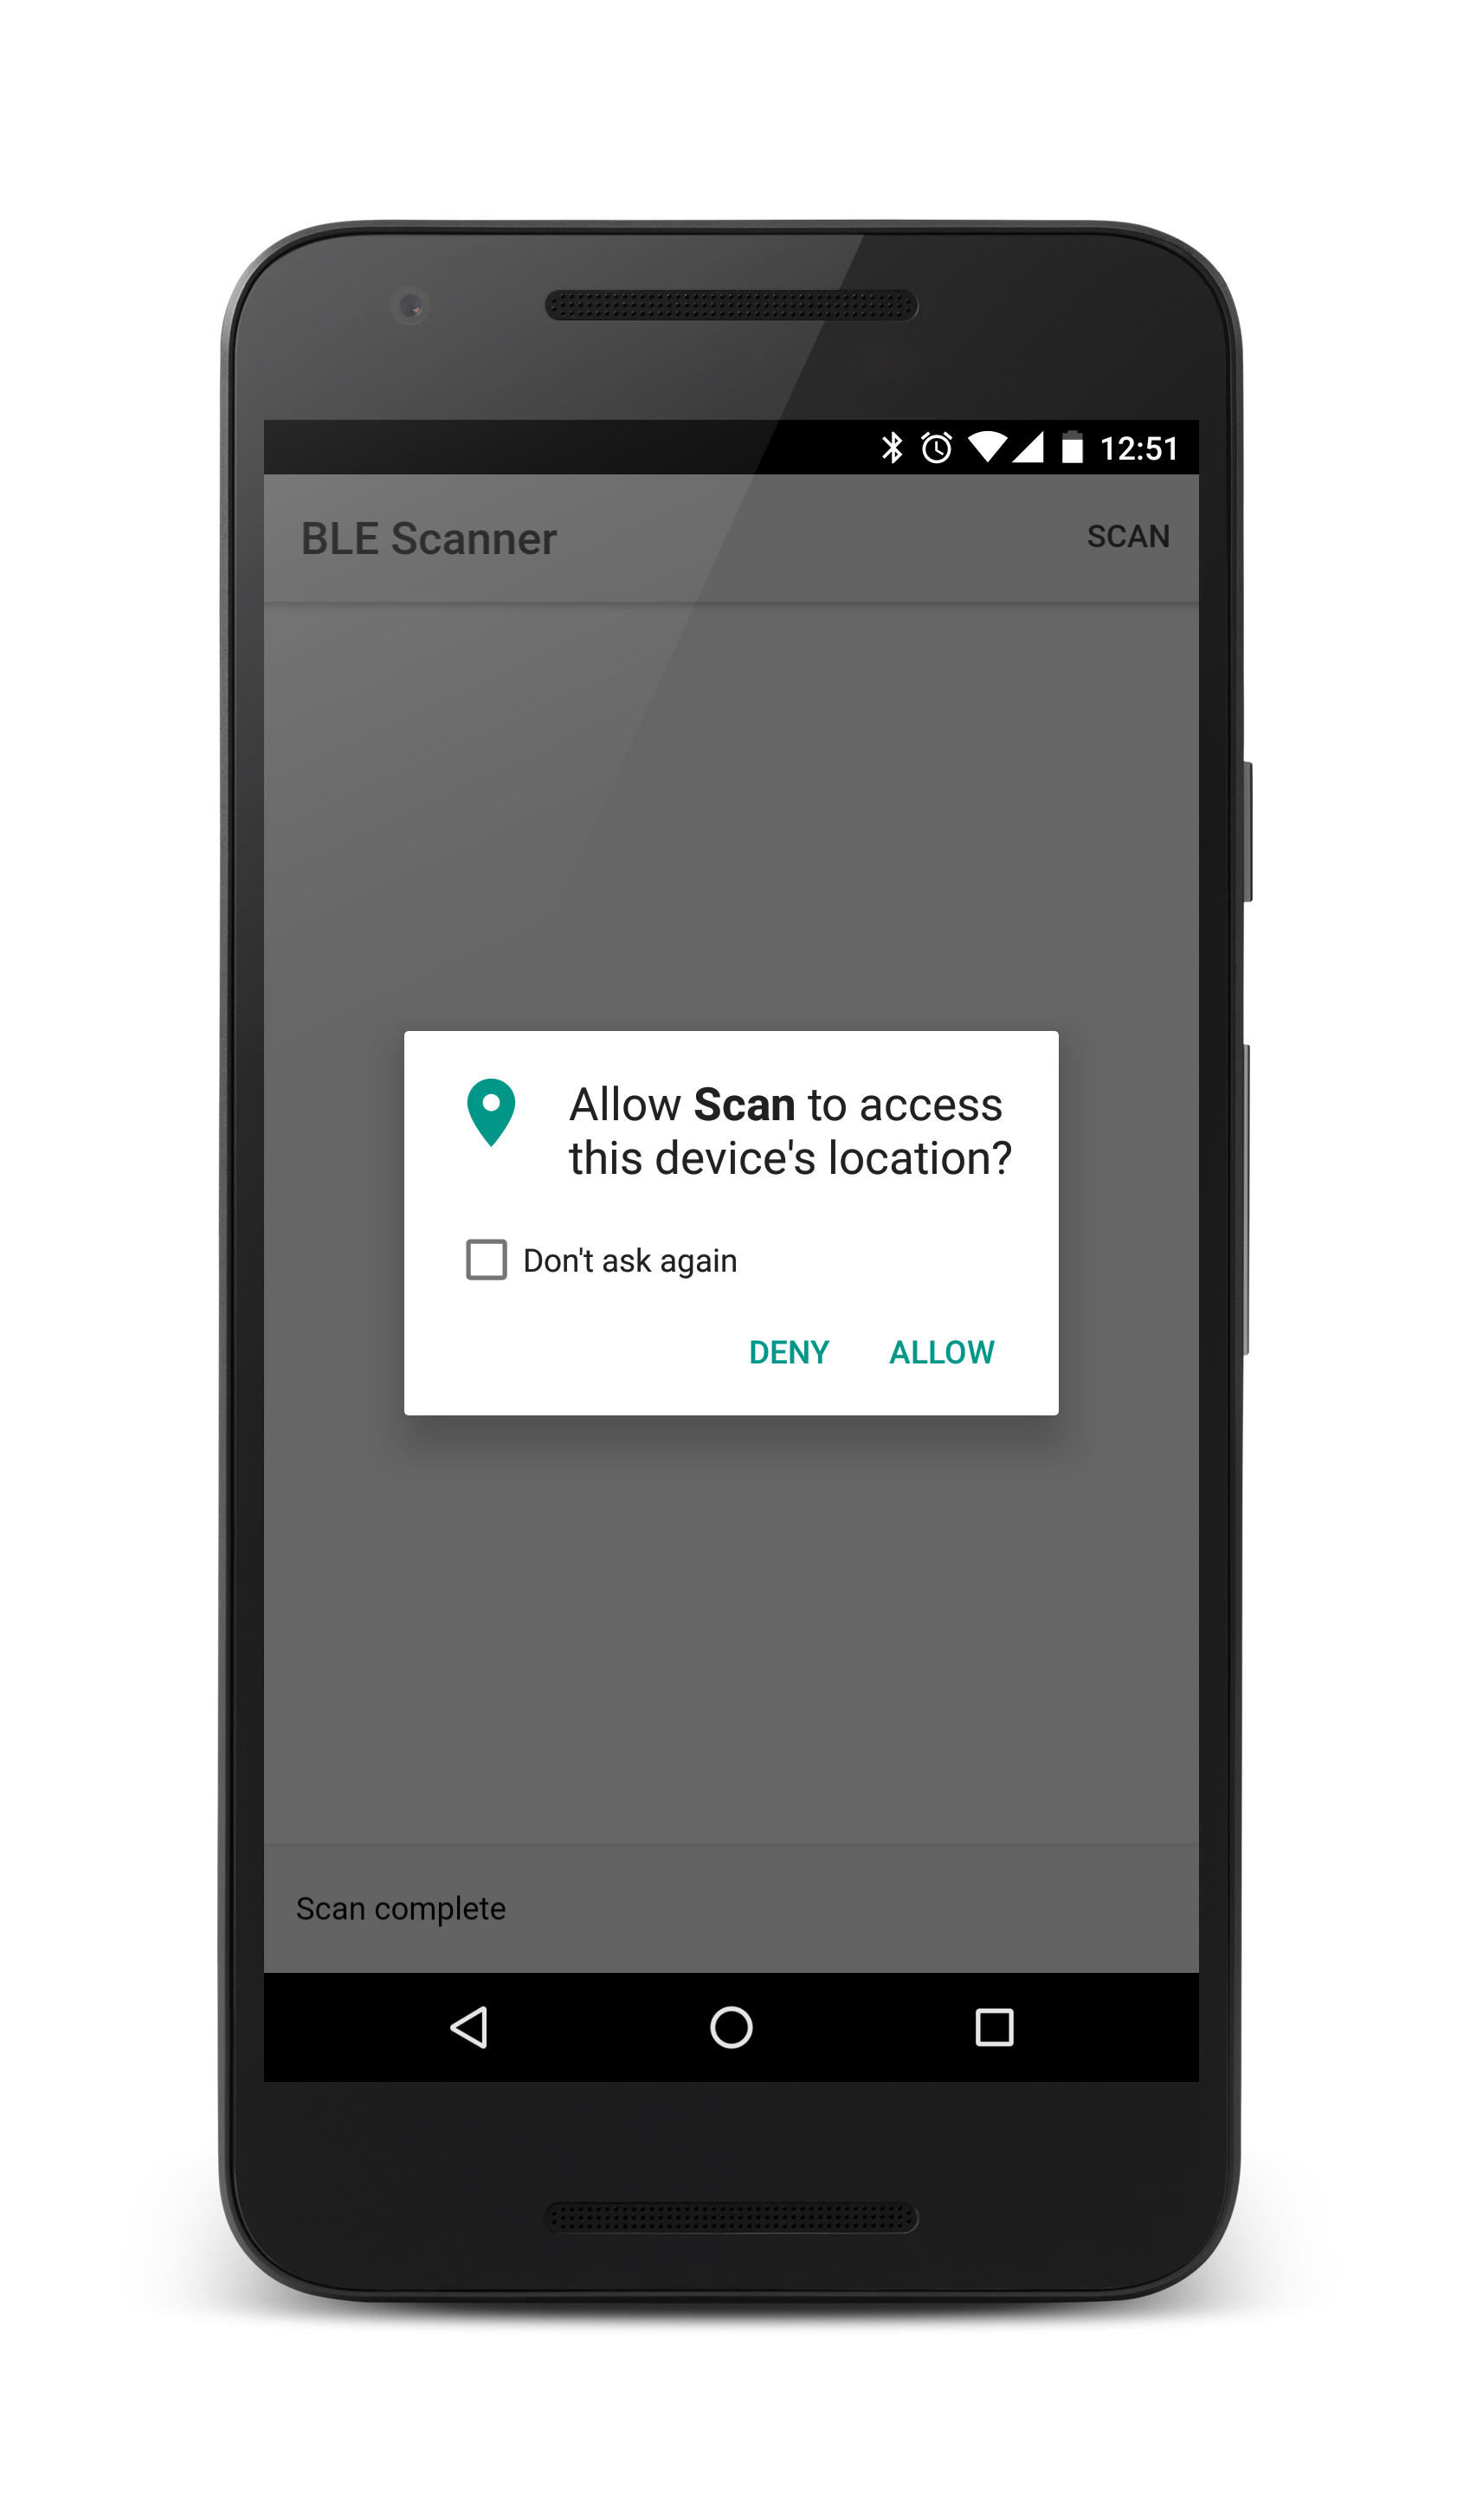 12:51
BLE Scanner
SCAN
Allow Scan to access
this device's location?
Don't ask again
DENY ALLOW
Scan complete